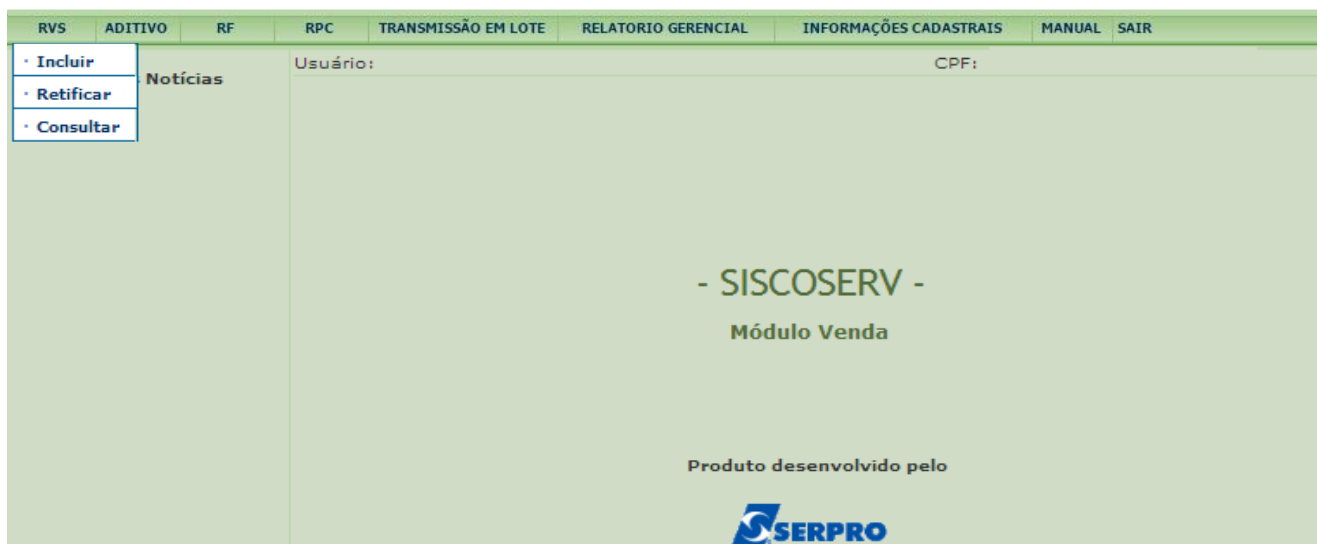 RVS ADITIVO RF RPC TRANSMISSÃO EM LOTE RELATORIO GERENCIAL INFORMAÇÕES CADASTRAIS MANUAL SAIR
· Incluir
· Retificar
· Consultar
Notícias
Usuário: CPF:
- SISCOSERV -
Módulo Venda
Produto desenvolvido pelo
SERPRO